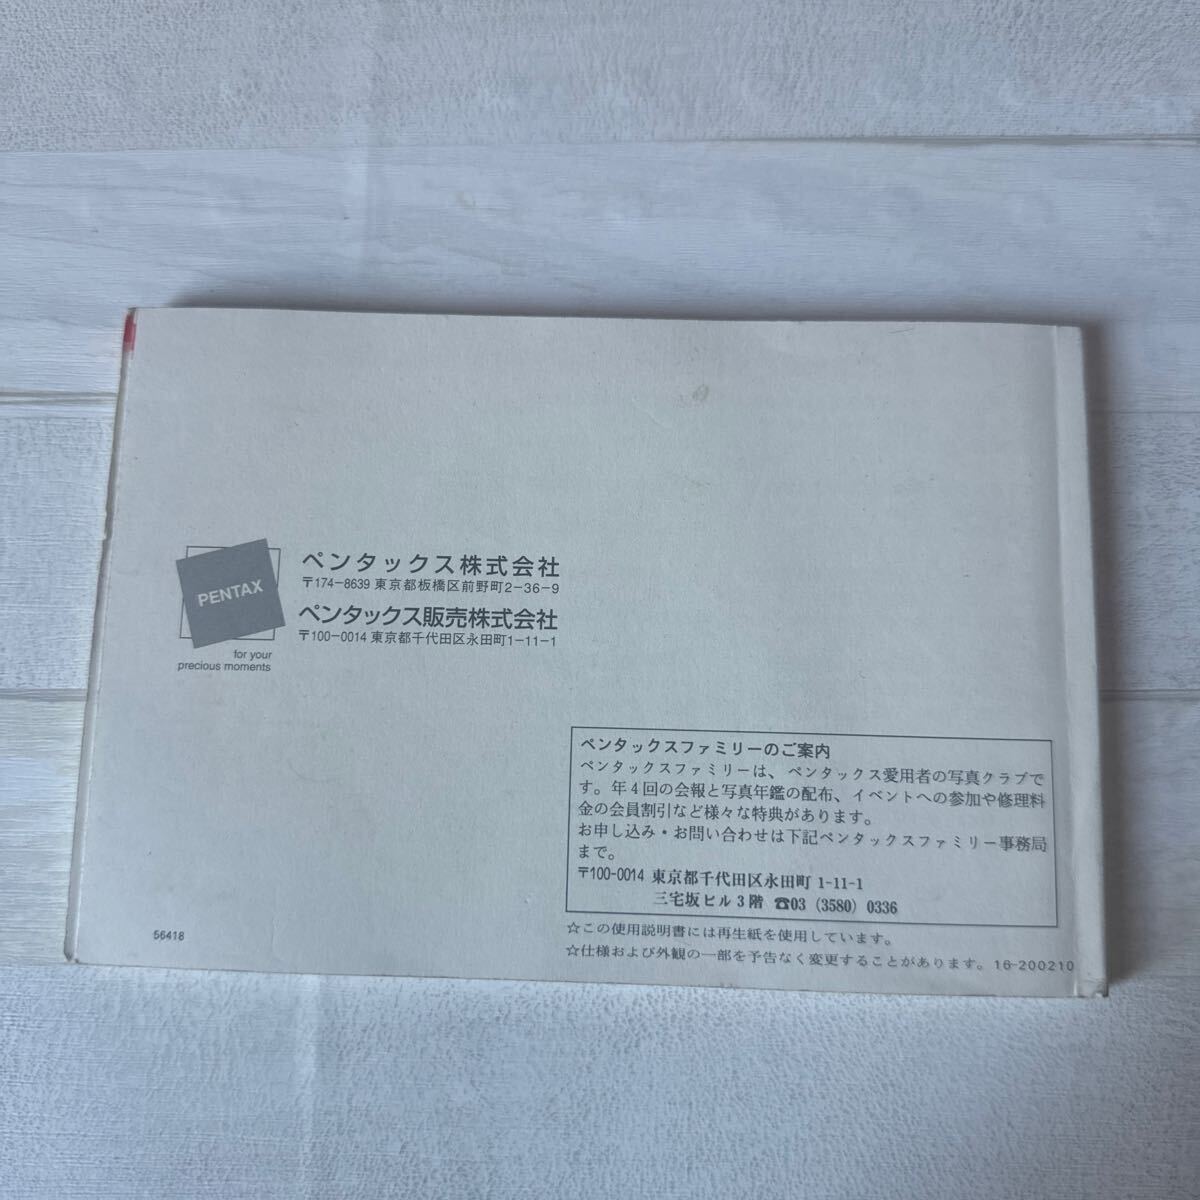 PENTAX
for your
precious moments
ペンタックス株式会社
〒174-8639 東京都板橋区前野町2-36-9
ペンタックス販売株式会社
〒100-0014 東京都千代田区永田町1-11-1
ペンタックスファミリーのご案内
ペンタックスファミリーは、ペンタックス愛用者の写真クラブで
す。年4回の会報と写真年鑑の配布、イベントへの参加や修理料
金の会員割引など様々な特典があります。
お申し込み・お問い合わせは下記ペンタックスファミリー事務局
まで。
〒100-0014 東京都千代田区永田町 1-11-1
三宅坂ビル3階 ☎03 (3580) 0336
☆この使用説明書には再生紙を使用しています。
☆仕様および外観の一部を予告なく変更することがあります。16-200210
56418